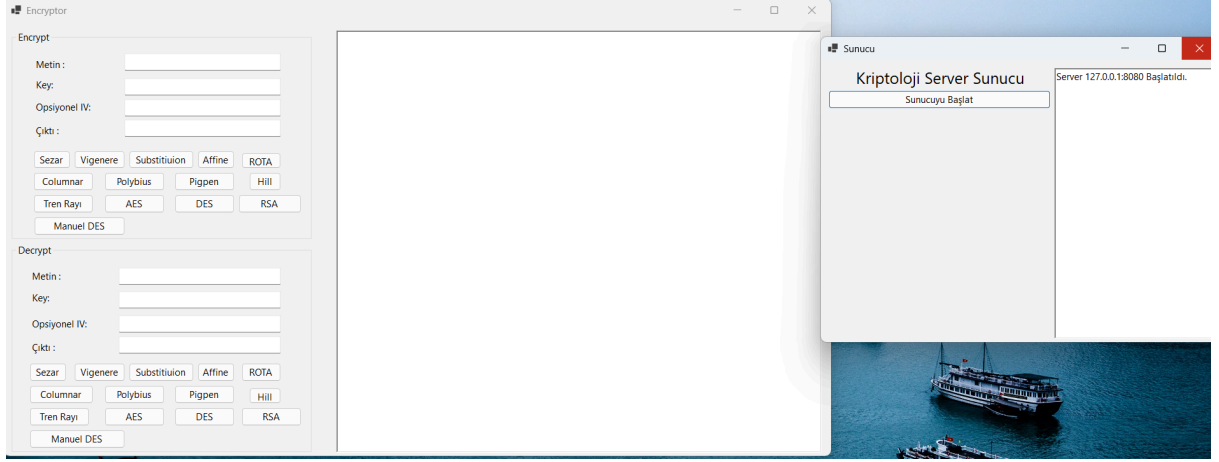 Encryptor
Encrypt
Metin :
Key:
Opsiyonel IV:
Çıktı :
Sezar Vigenere Substitiuion Affine ROTA
Columnar Polybius Pigpen Hill
Tren Rayı AES DES RSA
Manuel DES
Decrypt
Metin :
Key:
Opsiyonel IV:
Çıktı :
Sezar Vigenere Substitiuion Affine ROTA
Columnar Polybius Pigpen Hill
Tren Rayı AES DES RSA
Manuel DES
Sunucu
Kriptoloji Server Sunucu
Sunucuyu Başlat
Server 127.0.0.1:8080 Başlatıldı.